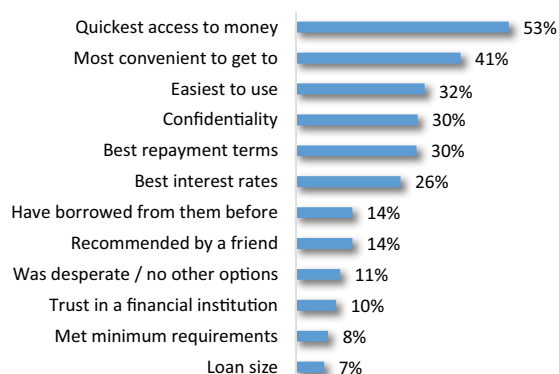 Quickest access to money 53%
Most convenient to get to 41%
Easiest to use 32%
Confidentiality 30%
Best repayment terms 30%
Best interest rates 26%
Have borrowed from them before 14%
Recommended by a friend 14%
Was desperate / no other options 11%
Trust in a financial institution 10%
Met minimum requirements 8%
Loan size 7%